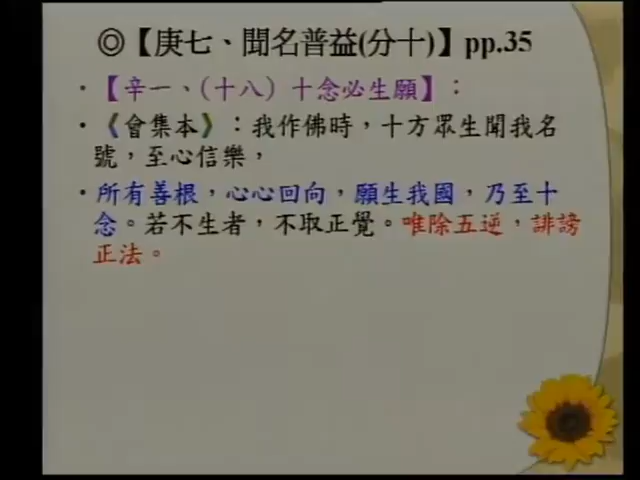 ◎【庚七、聞名普益(分十)】pp.35
•【辛一、（十八）十念必生願】：
•《會集本》：我作佛時，十方眾生聞我名
號，至心信樂，
•所有善根，心心回向，願生我國，乃至十
念。若不生者，不取正覺。唯除五逆，誹謗
正法。